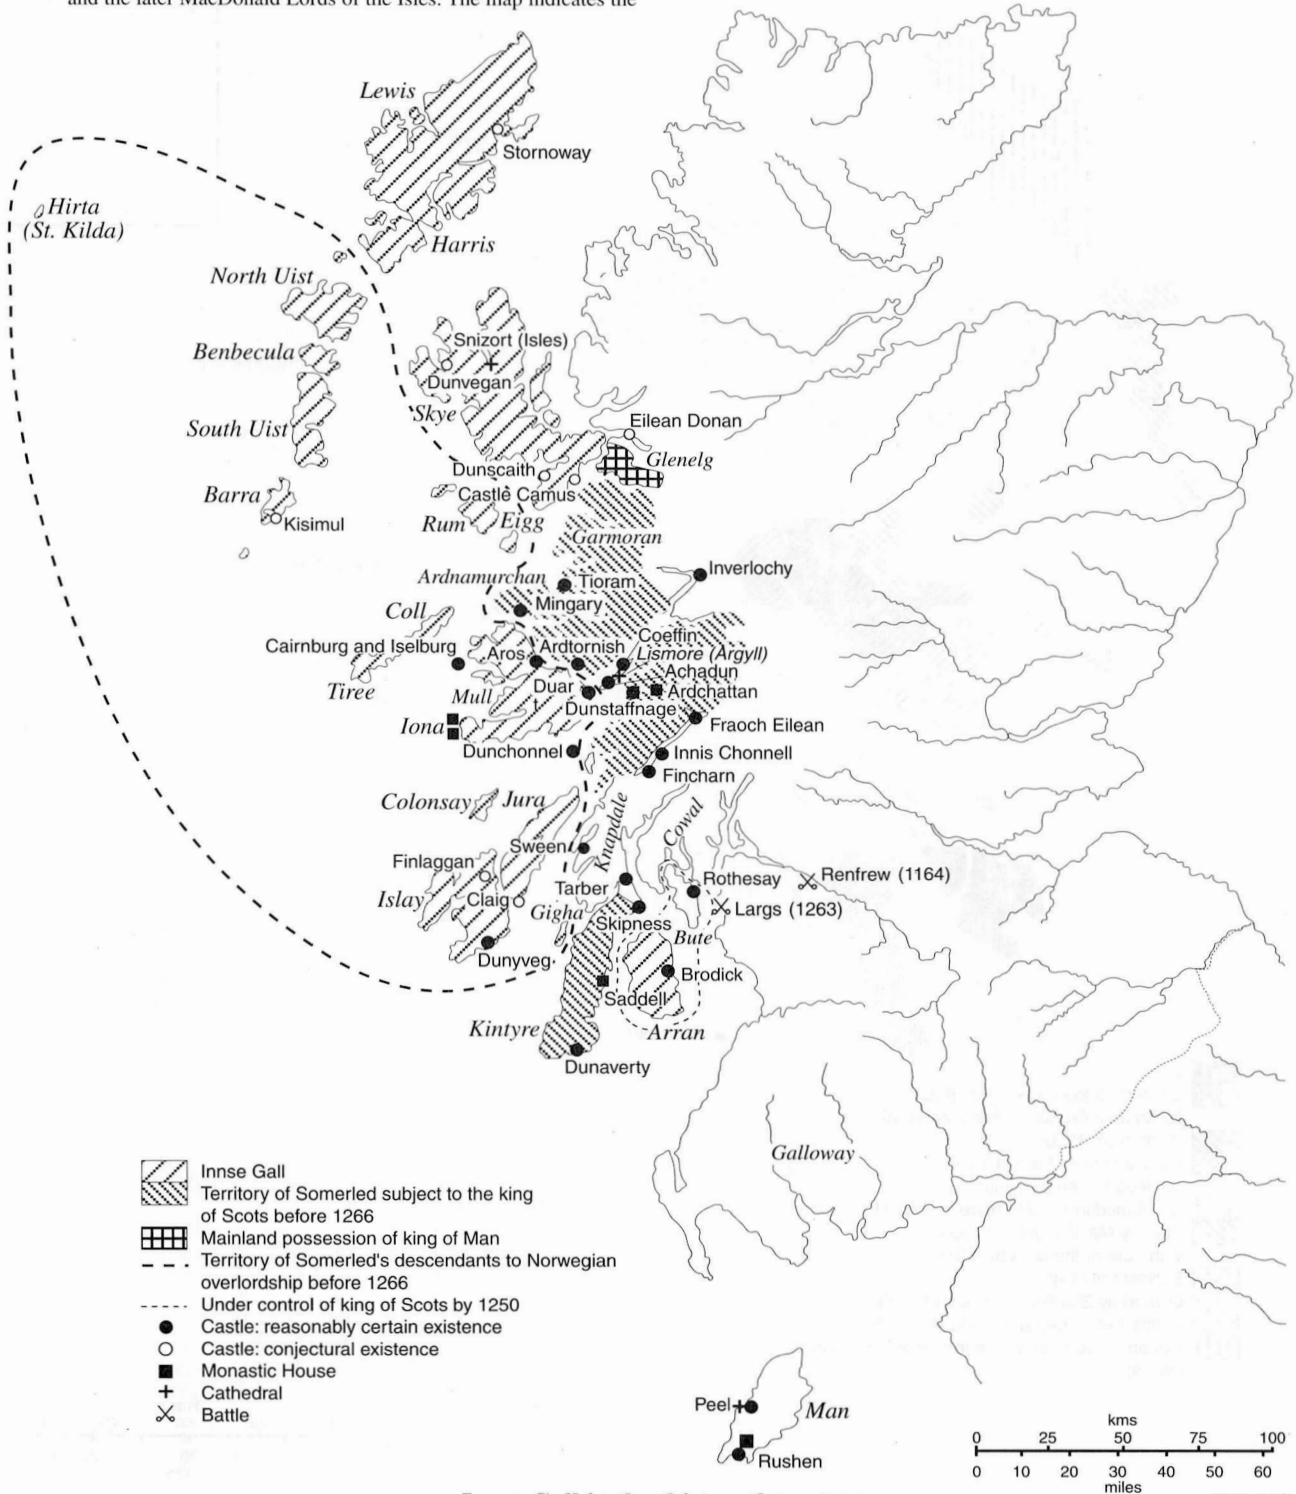 and the later MacDonald Lords of the Isles. The map indicates the
Lewis
Stornoway
Hirta
(St. Kilda)
Harris
North Uist
Snizort (Isles)
Benbecula
Dunvegan
Skye
South Uist
Eilean Donan
Glenelg
Dunscaith
Castle Camus
Barra
Kisimul
Rum
Eigg
Garmoran
Inverlochy
Ardnamurchan
Tioram
Mingary
Coll
Coeffin
Cairnburg and Iselburg
Aros
Ardtornish
Lismore (Argyll)
Achadun
Tiree
Mull
Duar
Ardchattan
Dunstaffnage
Iona
Fraoch Eilean
Dunchonnel
Innis Chonnell
Fincharn
Colonsay
Jura
Knapdale
Cowal
Sween
Finlaggan
Tarber
Rothesay
Renfrew (1164)
Islay
Claig
Gigha
Skipness
Largs (1263)
Bute
Dunyveg
Brodick
Saddell
Kintyre
Arran
Dunaverty
Galloway
Innse Gall
Territory of Somerled subject to the king
of Scots before 1266
Mainland possession of king of Man
Territory of Somerled's descendants to Norwegian
overlordship before 1266
Under control of king of Scots by 1250
Castle: reasonably certain existence
Castle: conjectural existence
Monastic House
Cathedral
Battle
Peel
Man
Rushen
kms
0 25 50 75 100
0 10 20 30 40 50 60
miles